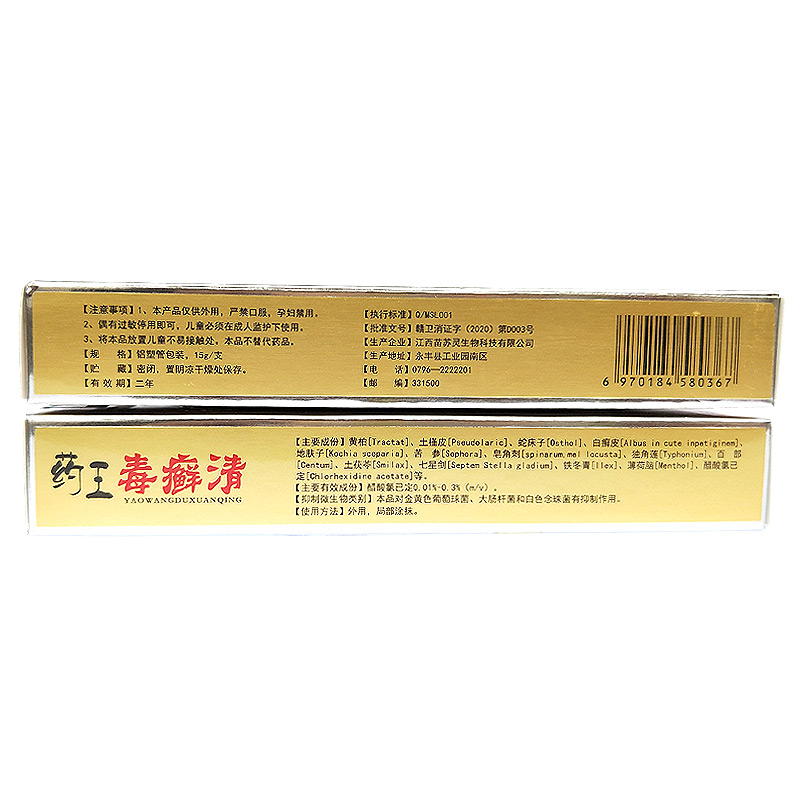 【注意事项】1、本产品仅供外用，严禁口服，孕妇禁用。
2、偶有过敏停用即可，儿童必须在成人监护下使用。
3、将本品放置儿童不易接触处，本品不替代药品。
【规 格】铝塑管包装，15g/支
【贮 藏】密闭、置阴凉干燥处保存。
【有 效 期】二年
【执行标准】Q/MSL001
【批准文号】赣卫消证字（2020）第D003号
【生产企业】江西苗苏灵生物科技有限公司
【生产地址】永丰县工业园南区
【电 话】0796—2222201
【邮 编】331500
6 970184 580367
药王 毒癣清
YAOWANGDUXUANQING
【主要成份】黄柏[Tractat]、土槿皮[Pseudolaric]、蛇床子[Osthol]、白癣皮[Albus in cute inpetiginem]、
地肤子[Kochia scoparia]、苦 参[Sophora]、皂角刺[spinarum,mel locusta]、独角莲[Typhonium]、百 部
[Centum]、土茯苓[Smilax]、七星剑[Septem Stella gladium]、铁冬青[Ilex]、薄荷脑[Menthol]、醋酸氯已
定[Chlorhexidine acetate]等。
【主要有效成份】醋酸氯已定0.01%-0.3%（m/v）。
【抑制微生物类别】本品对金黄色葡萄球菌、大肠杆菌和白色念珠菌有抑制作用。
【使用方法】外用，局部涂抹。